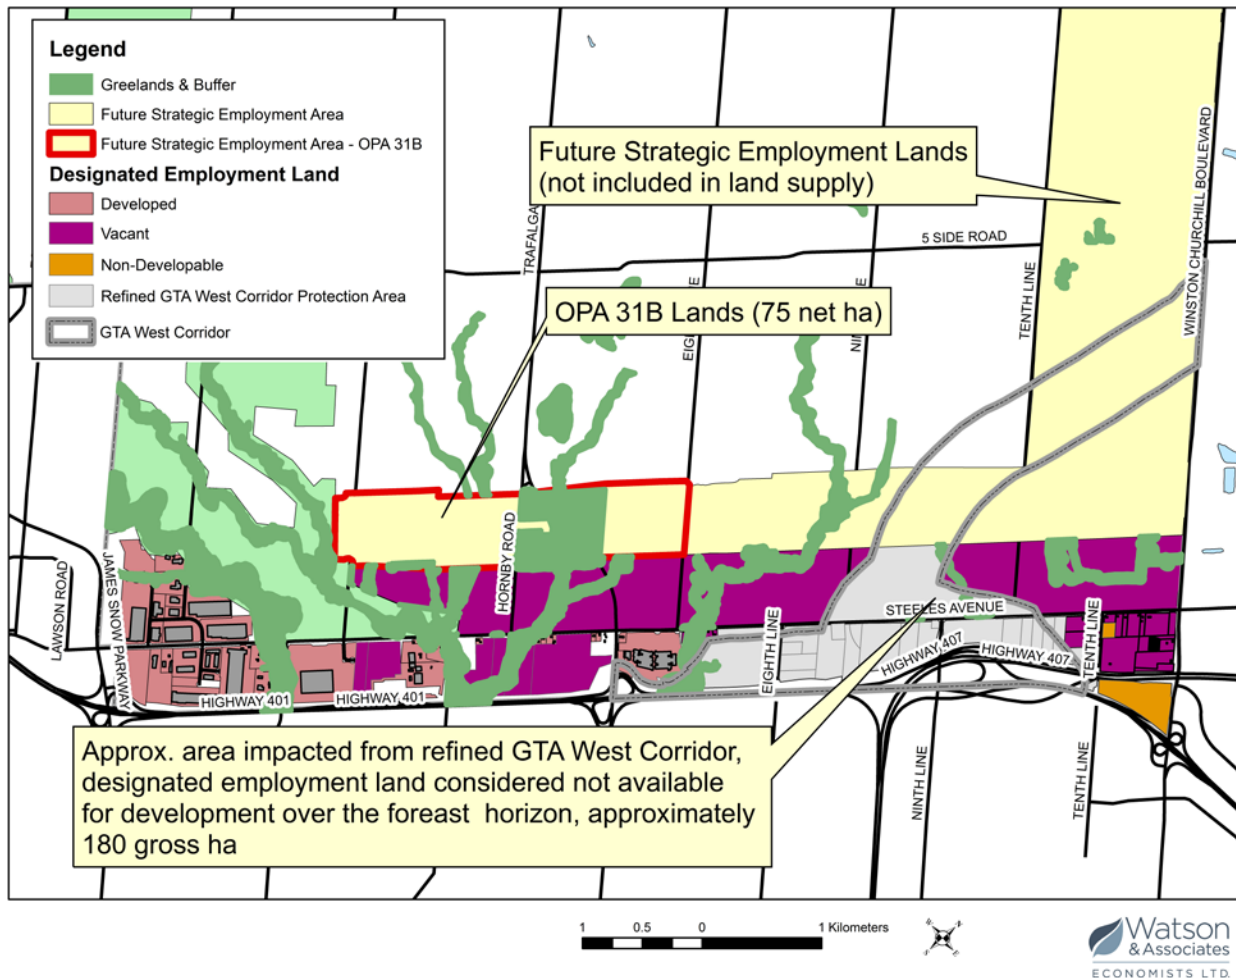 Legend
Greelands & Buffer
Future Strategic Employment Area
Future Strategic Employment Area - OPA 31B
Designated Employment Land
Developed
Vacant
Non-Developable
Refined GTA West Corridor Protection Area
GTA West Corridor
Future Strategic Employment Lands
(not included in land supply)
OPA 31B Lands (75 net ha)
5 SIDE ROAD
WINSTON CHURCHILL BOULEVARD
TENTH LINE
HORNBY ROAD
LAWSON ROAD
JAMES SNOW PARKWAY
STEELES AVENUE
EIGHTH LINE
HIGHWAY 407
HIGHWAY 407
TENTH LINE
HIGHWAY 401
HIGHWAY 401
Approx. area impacted from refined GTA West Corridor,
designated employment land considered not available
for development over the foreast horizon, approximately
180 gross ha
NINTH LINE
TENTH LINE
1 0.5 0 1 Kilometers
N
E
S
W
Watson
& Associates
ECONOMISTS LTD.